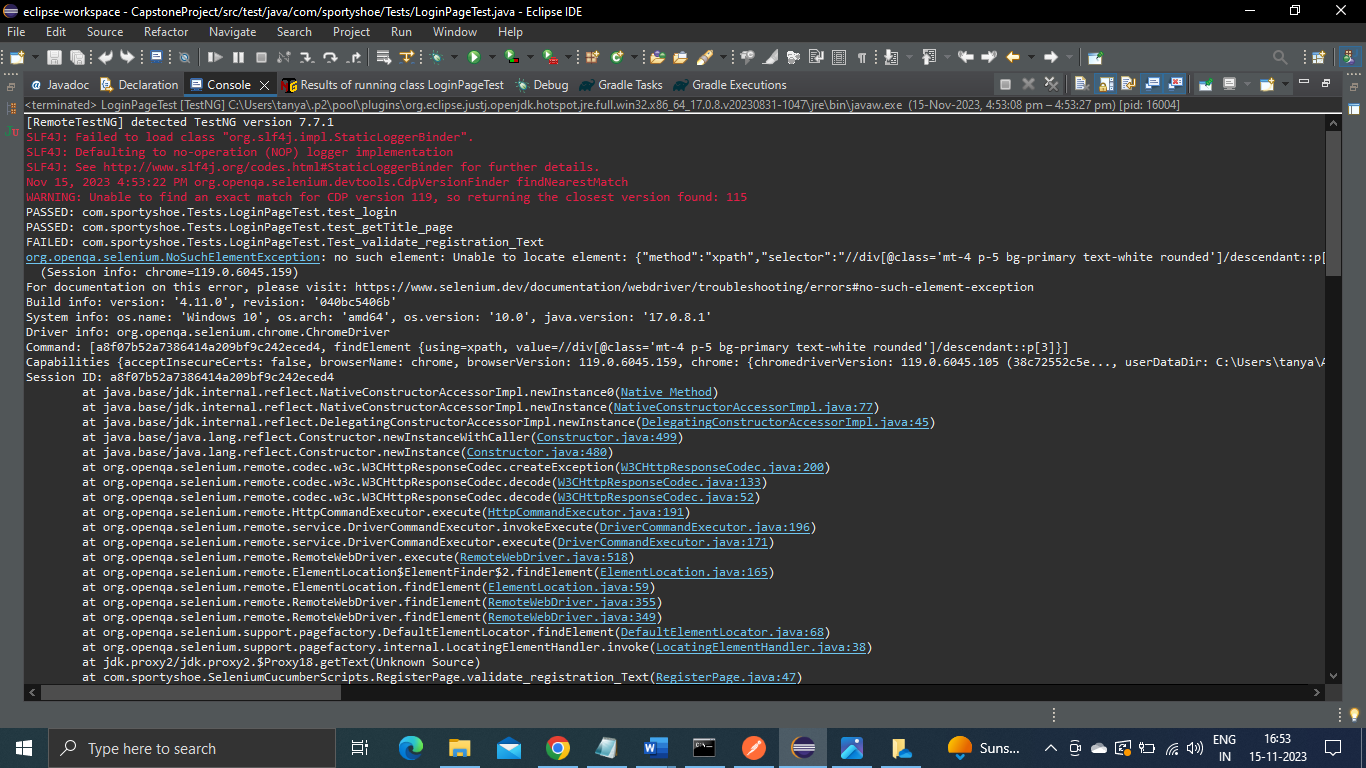 eclipse-workspace - CapstoneProject/src/test/java/com/sportyshoe/Tests/LoginPageTest.java - Eclipse IDE
File Edit Source Refactor Navigate Search Project Run Window Help
@ Javadoc Declaration Console Results of running class LoginPageTest Debug Gradle Tasks Gradle Executions
<terminated> LoginPageTest [TestNG] C:\Users\tanya\.p2\pool\plugins\org.eclipse.justj.openjdk.hotspot.jre.full.win32.x86_64_17.0.8.v20230831-1047\jre\bin\javaw.exe (15-Nov-2023, 4:53:08 pm – 4:53:27 pm) [pid: 16004]
[RemoteTestNG] detected TestNG version 7.7.1
SLF4J: Failed to load class "org.slf4j.impl.StaticLoggerBinder".
SLF4J: Defaulting to no-operation (NOP) logger implementation
SLF4J: See http://www.slf4j.org/codes.html#StaticLoggerBinder for further details.
Nov 15, 2023 4:53:22 PM org.openqa.selenium.devtools.CdpVersionFinder findNearestMatch
WARNING: Unable to find an exact match for CDP version 119, so returning the closest version found: 115
PASSED: com.sportyshoe.Tests.LoginPageTest.test_login
PASSED: com.sportyshoe.Tests.LoginPageTest.test_getTitle_page
FAILED: com.sportyshoe.Tests.LoginPageTest.Test_validate_registration_Text
org.openqa.selenium.NoSuchElementException: no such element: Unable to locate element: {"method":"xpath","selector":"//div[@class='mt-4 p-5 bg-primary text-white rounded']/descendant::p[
(Session info: chrome=119.0.6045.159)
For documentation on this error, please visit: https://www.selenium.dev/documentation/webdriver/troubleshooting/errors#no-such-element-exception
Build info: version: '4.11.0', revision: '040bc5406b'
System info: os.name: 'Windows 10', os.arch: 'amd64', os.version: '10.0', java.version: '17.0.8.1'
Driver info: org.openqa.selenium.chrome.ChromeDriver
Command: [a8f07b52a7386414a209bf9c242eced4, findElement {using=xpath, value=//div[@class='mt-4 p-5 bg-primary text-white rounded']/descendant::p[3]}]
Capabilities {acceptInsecureCerts: false, browserName: chrome, browserVersion: 119.0.6045.159, chrome: {chromedriverVersion: 119.0.6045.105 (38c72552c5e..., userDataDir: C:\Users\tanya\A
Session ID: a8f07b52a7386414a209bf9c242eced4
at java.base/jdk.internal.reflect.NativeConstructorAccessorImpl.newInstance0(Native Method)
at java.base/jdk.internal.reflect.NativeConstructorAccessorImpl.newInstance(NativeConstructorAccessorImpl.java:77)
at java.base/jdk.internal.reflect.DelegatingConstructorAccessorImpl.newInstance(DelegatingConstructorAccessorImpl.java:45)
at java.base/java.lang.reflect.Constructor.newInstanceWithCaller(Constructor.java:499)
at java.base/java.lang.reflect.Constructor.newInstance(Constructor.java:480)
at org.openqa.selenium.remote.codec.w3c.W3CHttpResponseCodec.createException(W3CHttpResponseCodec.java:200)
at org.openqa.selenium.remote.codec.w3c.W3CHttpResponseCodec.decode(W3CHttpResponseCodec.java:133)
at org.openqa.selenium.remote.codec.w3c.W3CHttpResponseCodec.decode(W3CHttpResponseCodec.java:52)
at org.openqa.selenium.remote.HttpCommandExecutor.execute(HttpCommandExecutor.java:191)
at org.openqa.selenium.remote.service.DriverCommandExecutor.invokeExecute(DriverCommandExecutor.java:196)
at org.openqa.selenium.remote.service.DriverCommandExecutor.execute(DriverCommandExecutor.java:171)
at org.openqa.selenium.remote.RemoteWebDriver.execute(RemoteWebDriver.java:518)
at org.openqa.selenium.remote.ElementLocation$ElementFinder$2.findElement(ElementLocation.java:165)
at org.openqa.selenium.remote.ElementLocation.findElement(ElementLocation.java:59)
at org.openqa.selenium.remote.RemoteWebDriver.findElement(RemoteWebDriver.java:355)
at org.openqa.selenium.remote.RemoteWebDriver.findElement(RemoteWebDriver.java:349)
at org.openqa.selenium.support.pagefactory.DefaultElementLocator.findElement(DefaultElementLocator.java:68)
at org.openqa.selenium.support.pagefactory.internal.LocatingElementHandler.invoke(LocatingElementHandler.java:38)
at jdk.proxy2/jdk.proxy2.$Proxy18.getText(Unknown Source)
at com.sportyshoe.SeleniumCucumberScripts.RegisterPage.validate_registration_Text(RegisterPage.java:47)
Type here to search
Suns...
ENG
IN
16:53
15-11-2023